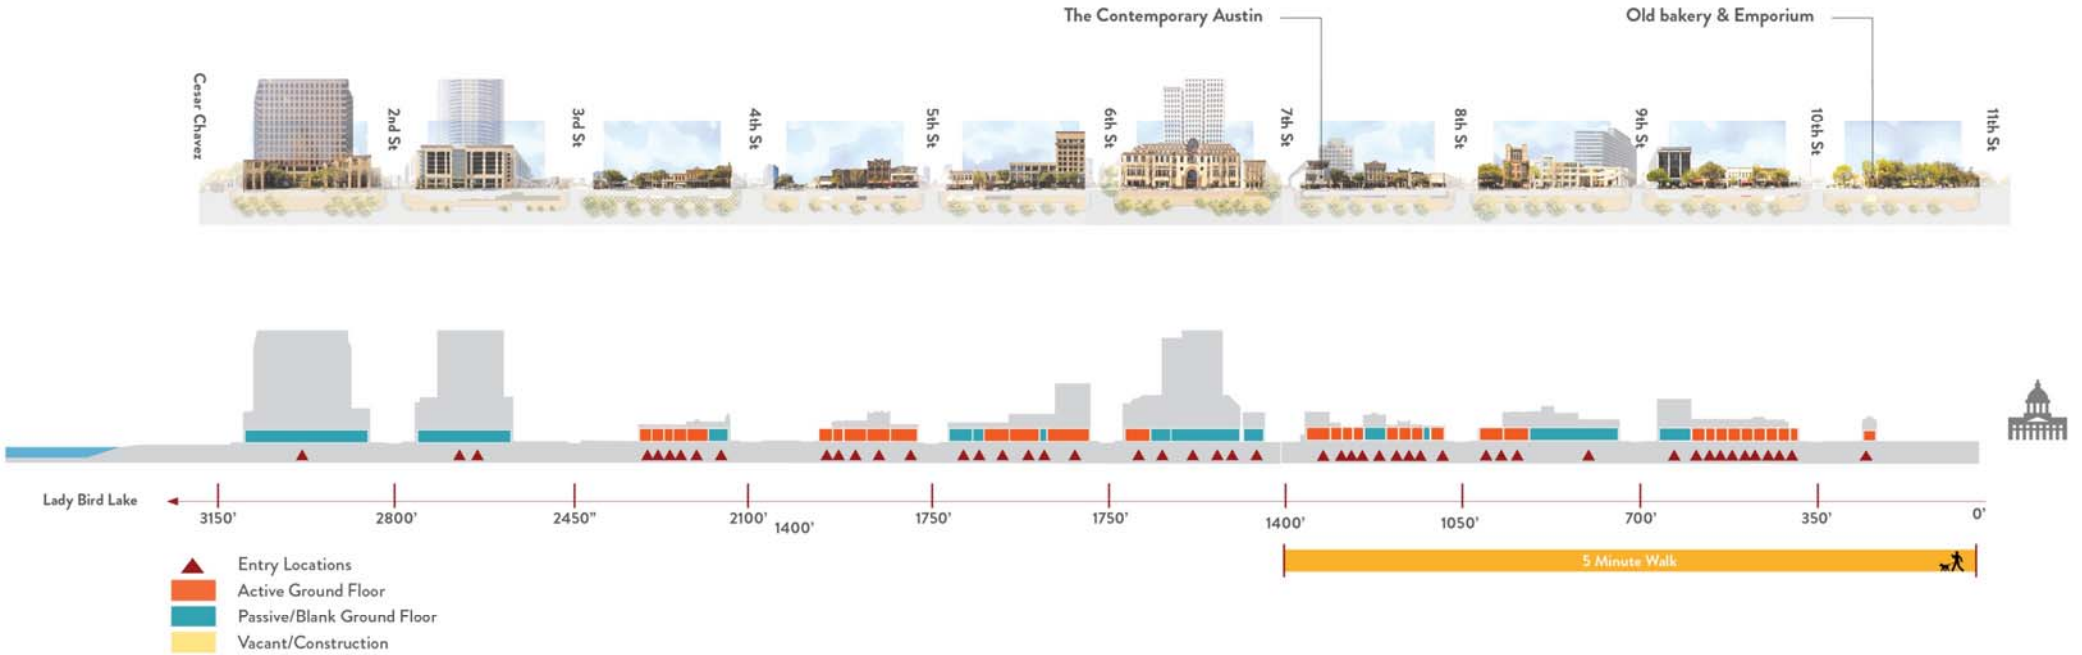 The Contemporary Austin
Old bakery & Emporium
Cesar Chavez
2nd St
3rd St
4th St
5th St
6th St
7th St
8th St
9th St
10th St
11th St
Lady Bird Lake
3150'
2800'
2450"
2100'
1400'
1750'
1750'
1400'
1050'
700'
350'
0'
5 Minute Walk
Entry Locations
Active Ground Floor
Passive/Blank Ground Floor
Vacant/Construction